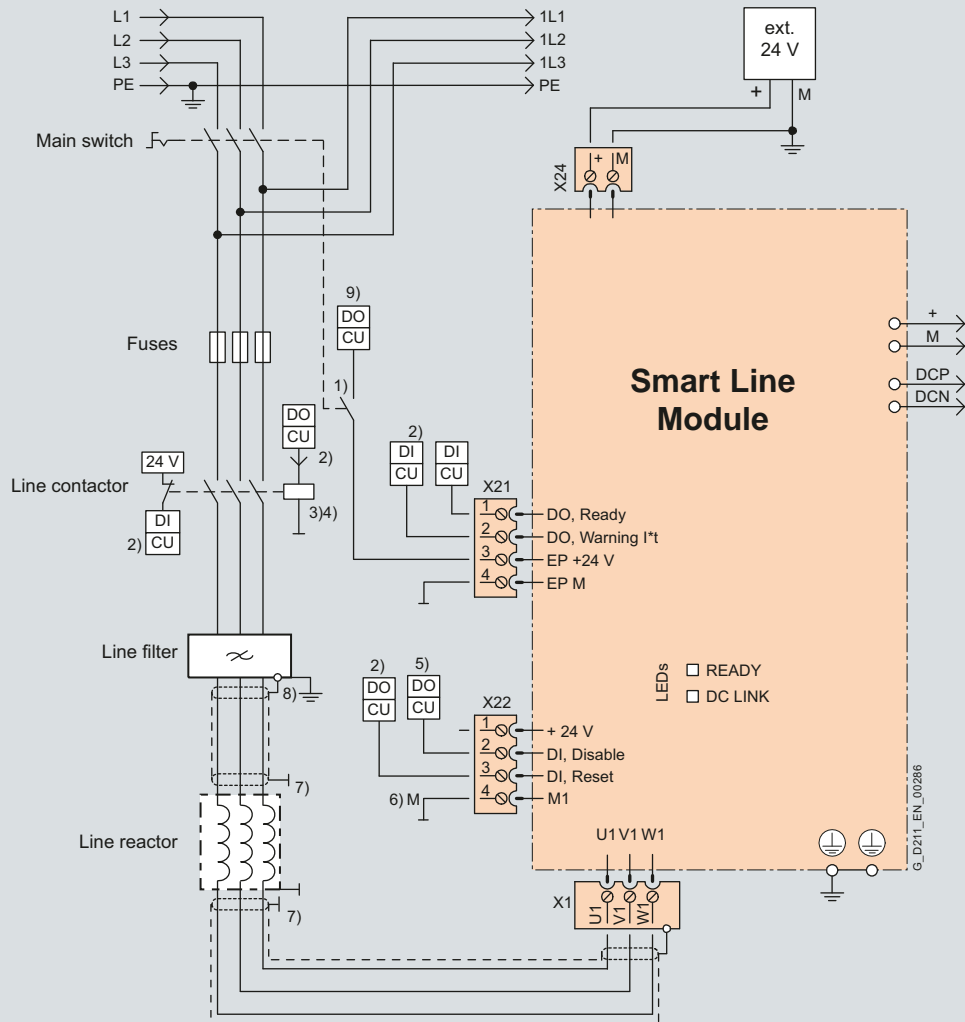 L1
L2
L3
PE
1L1
1L2
1L3
PE
ext.
24 V
+
M
Main switch
X24
+
M
9)
DO
CU
Fuses
1)
+
M
DCP
DCN
Smart Line
Module
DO
CU
2)
2)
DI
CU
DI
CU
24 V
Line contactor
3)4)
DI
CU
2)
X21
1
DO, Ready
2
DO, Warning I*t
3
EP +24 V
4
EP M
Line filter
8)
2)
DO
CU
5)
DO
CU
LEDs
READY
DC LINK
X22
1
+ 24 V
2
DI, Disable
3
DI, Reset
4
M1
6) M
7)
Line reactor
7)
U1 V1 W1
X1
U1
V1
W1
G_D211_EN_00286